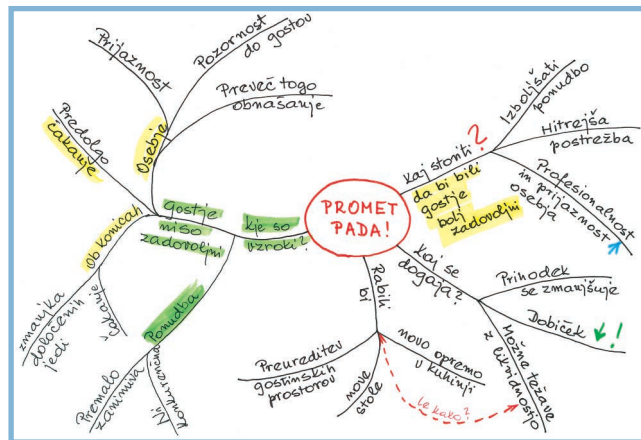 PROMET
PADA!
kje so
vzroki?
gostje
niso
zadovoljni
Osebje
Prijaznost
Pozornost
do gostov
Preveč togo
obnašanje
Predolgo
čakanje
Ob konicah
zmanjka
določenih
jedi
čakanje
Ponudba
Premalo
zanimiva
Ni
konkurenčna
kaj storiti ?
da bi bili
gostje
bolj
zadovoljni
Izboljšati
ponudbo
Hitrejša
postrežba
Profesionalnost
in prijaznost
osebja
Kaj se
dogaja?
Prihodek
se zmanjšuje
Dobiček !
Možne težave
z likvidnostjo
Rabili
bi
novo opremo
v kuhinji
nove
stole
Preureditev
gostinskih
prostorov
le kako?